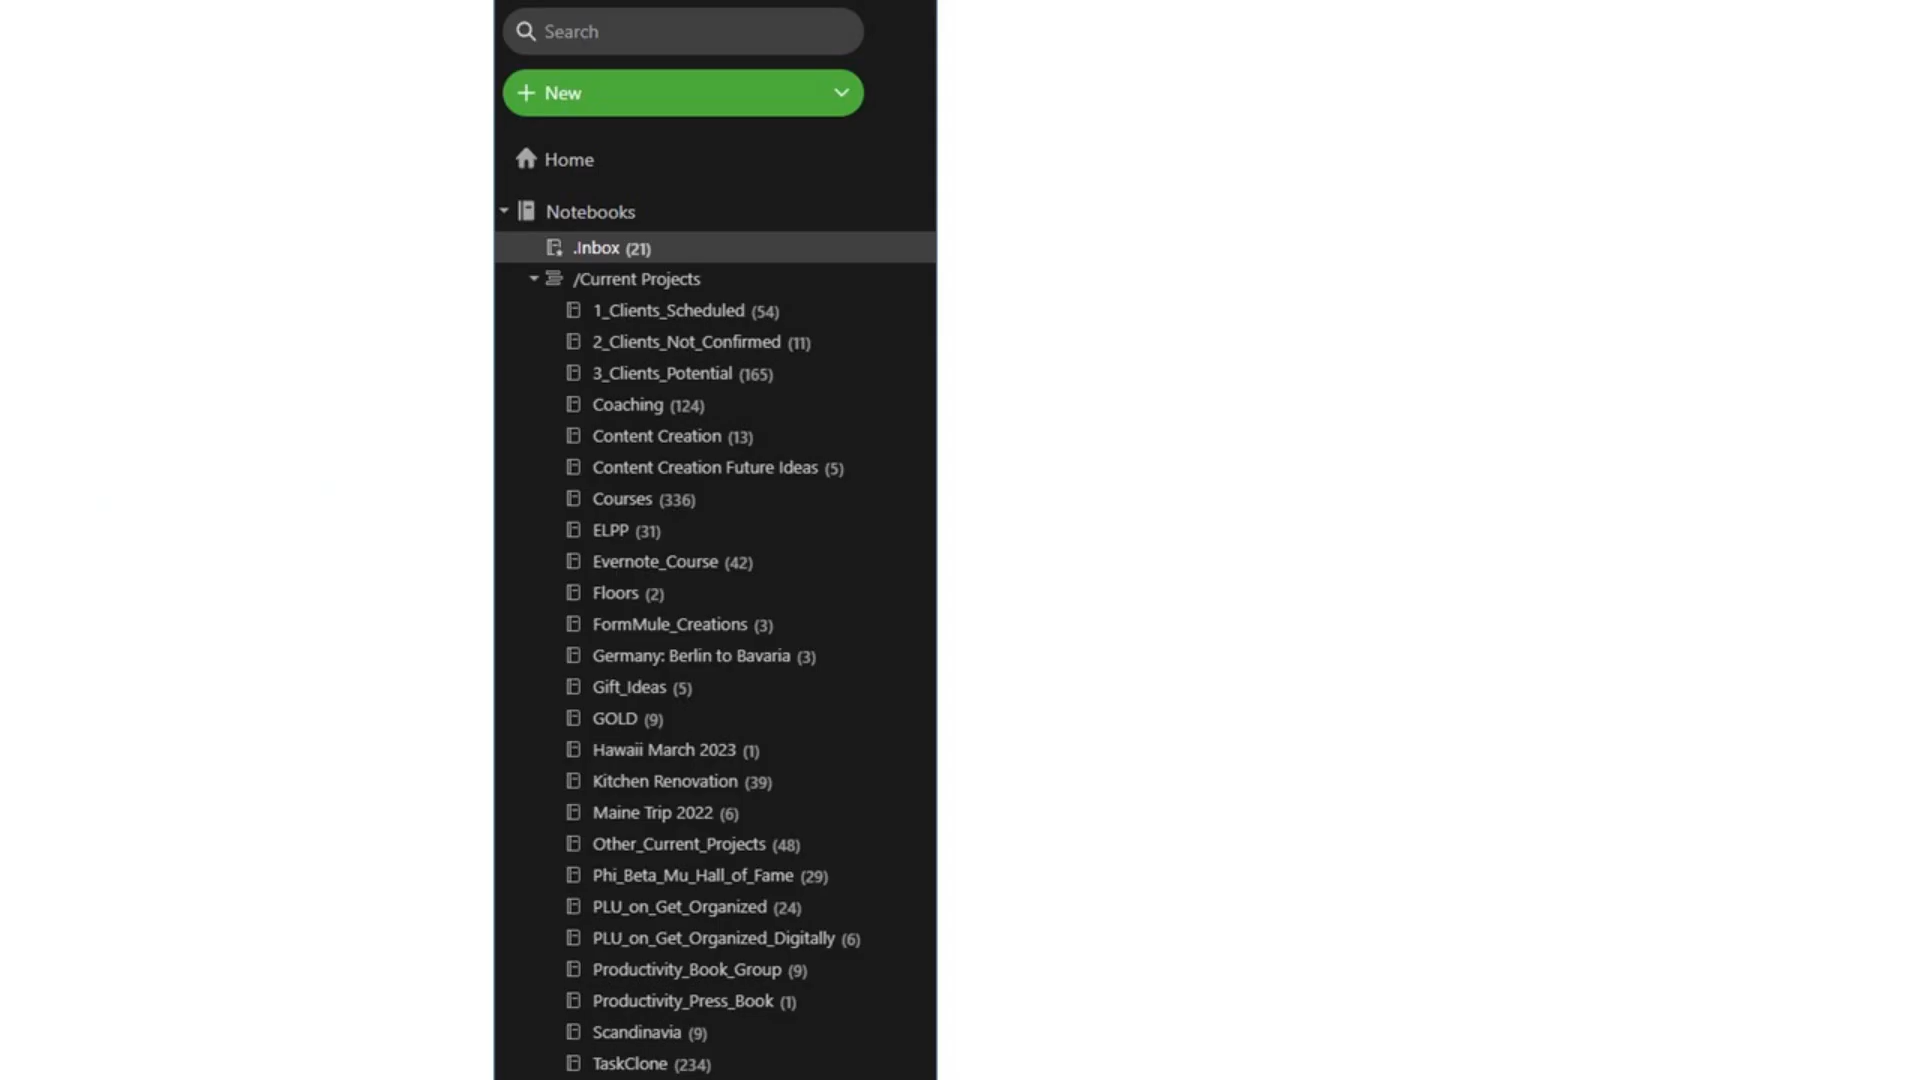 Search
New
Home
Notebooks
.Inbox (21)
/Current Projects
1_Clients_Scheduled (54)
2_Clients_Not_Confirmed (11)
3_Clients_Potential (165)
Coaching (124)
Content Creation (13)
Content Creation Future Ideas (5)
Courses (336)
ELPP (31)
Evernote_Course (42)
Floors (2)
FormMule_Creations (3)
Germany: Berlin to Bavaria (3)
Gift_Ideas (5)
GOLD (9)
Hawaii March 2023 (1)
Kitchen Renovation (39)
Maine Trip 2022 (6)
Other_Current_Projects (48)
Phi_Beta_Mu_Hall_of_Fame (29)
PLU_on_Get_Organized (24)
PLU_on_Get_Organized_Digitally (6)
Productivity_Book_Group (9)
Productivity_Press_Book (1)
Scandinavia (9)
TaskClone (234)